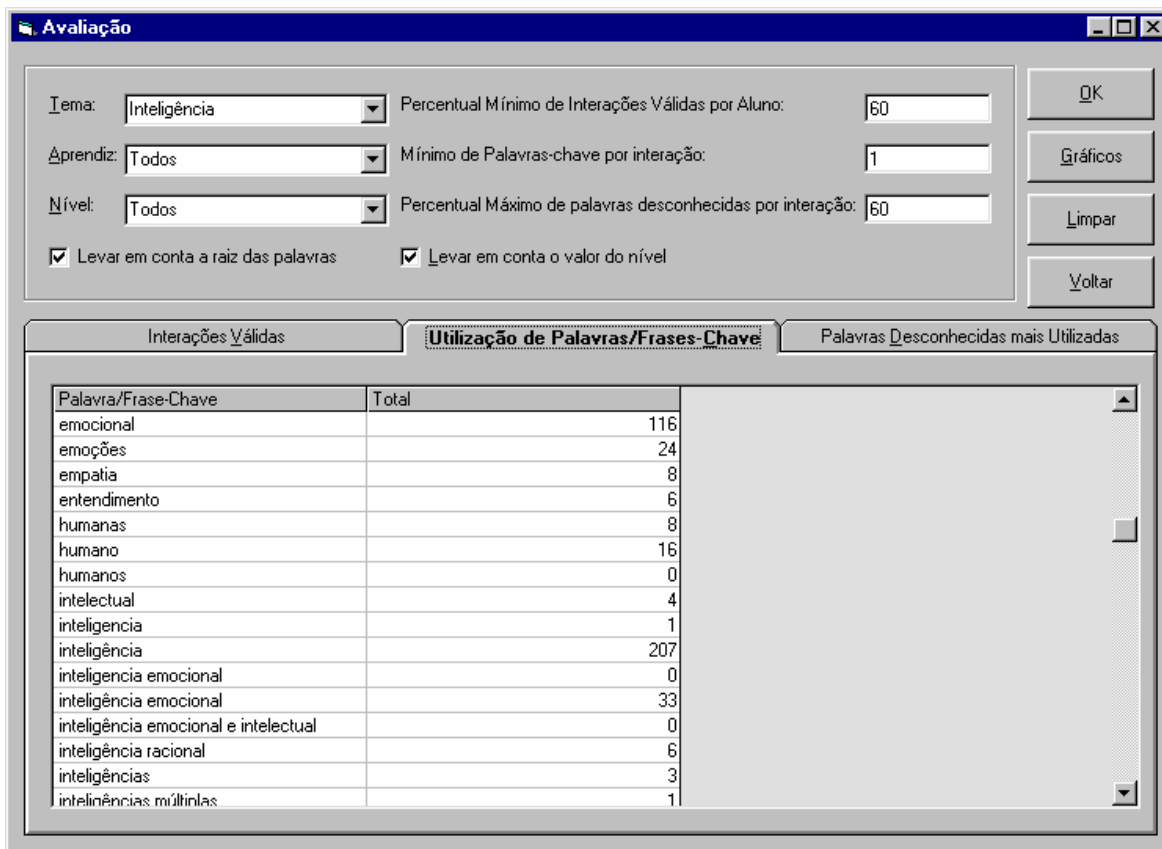 Avaliação
Tema: Inteligência Percentual Mínimo de Interações Válidas por Aluno: 60 OK
Aprendiz: Todos Mínimo de Palavras-chave por interação: 1 Gráficos
Nível: Todos Percentual Máximo de palavras desconhecidas por interação: 60 Limpar
Levar em conta a raiz das palavras Levar em conta o valor do nível
Voltar
Interações Válidas Utilização de Palavras/Frases-Chave Palavras Desconhecidas mais Utilizadas
Palavra/Frase-Chave Total
emocional 116
emoções 24
empatia 8
entendimento 6
humanas 8
humano 16
humanos 0
intelectual 4
inteligencia 1
inteligência 207
inteligencia emocional 0
inteligência emocional 33
inteligência emocional e intelectual 0
inteligência racional 6
inteligências 3
inteligências múltiplas 1